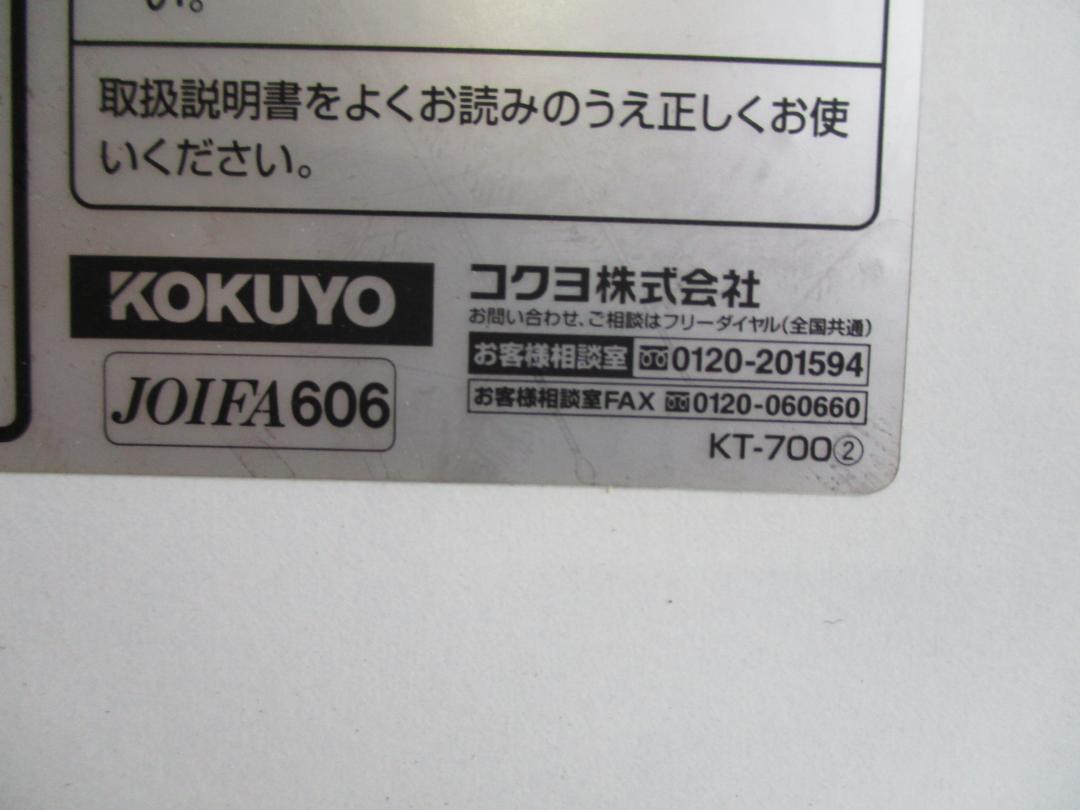 い。
取扱説明書をよくお読みのうえ正しくお使
いください。
KOKUYO
JOIFA606
コクヨ株式会社
お問い合わせ、ご相談はフリーダイヤル(全国共通)
お客様相談室 0120-201594
お客様相談室FAX 0120-060660
KT-700②